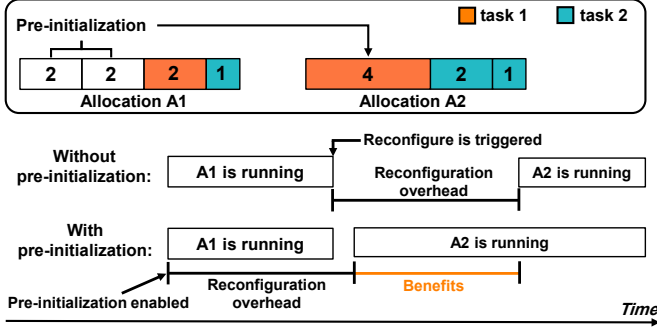 task 1 task 2
Pre-initialization
2 2 2 1 4 2 1
Allocation A1 Allocation A2
Reconfigure is triggered
Without
pre-initialization:
A1 is running
Reconfiguration
overhead
A2 is running
With
pre-initialization:
A1 is running
A2 is running
Pre-initialization enabled
Reconfiguration
overhead
Benefits
Time